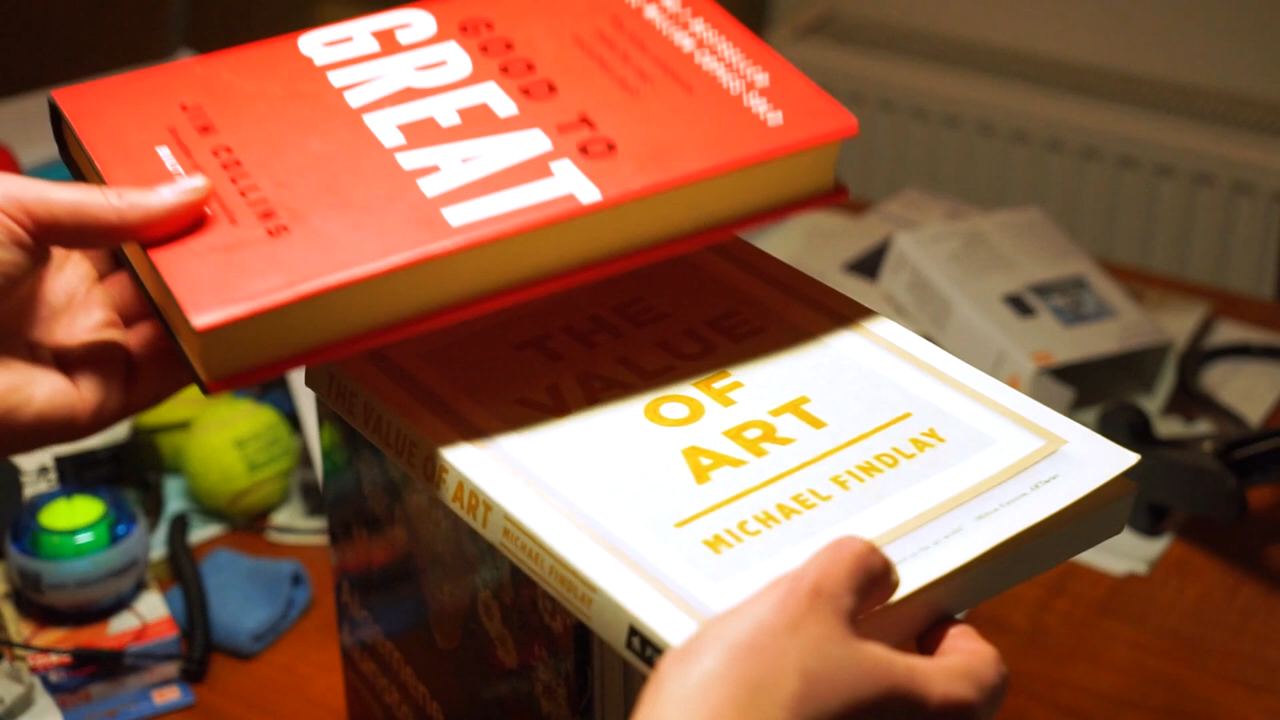 GOOD TO
GREAT
JIM COLLINS
THE
VALUE
OF
ART
MICHAEL FINDLAY
THE VALUE OF ART MICHAEL FINDLAY